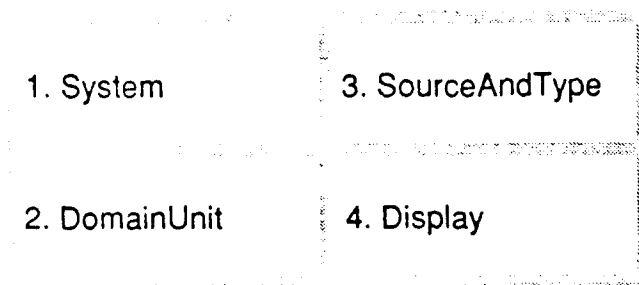 1. System
2. DomainUnit
3. SourceAndType
4. Display